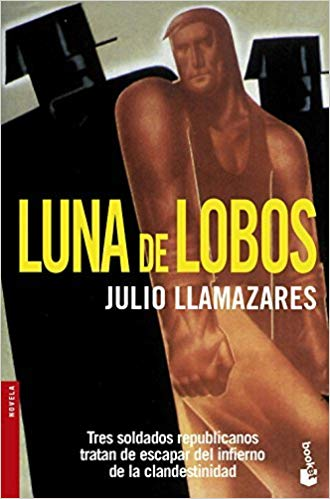 LUNA DE LOBOS
JULIO LLAMAZARES
NOVELA
Tres soldados republicanos
tratan de escapar del infierno
de la clandestinidad
booket